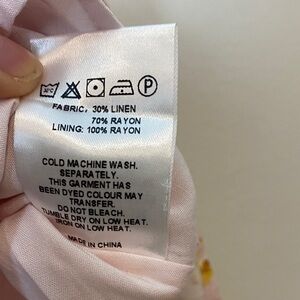 30°C P
FABRIC: 30% LINEN
70% RAYON
LINING: 100% RAYON
COLD MACHINE WASH.
SEPARATELY.
THIS GARMENT HAS
BEEN DYED COLOUR MAY
TRANSFER.
DO NOT BLEACH.
TUMBLE DRY ON LOW HEAT.
IRON ON LOW HEAT.
MADE IN CHINA